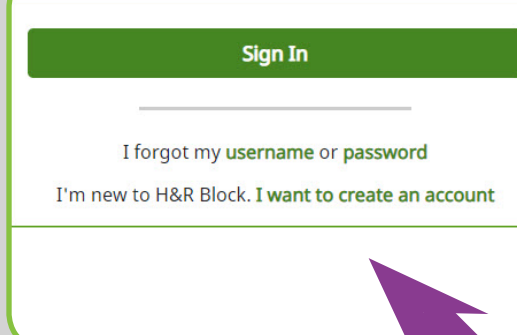 Sign In
I forgot my username or password
I'm new to H&R Block. I want to create an account